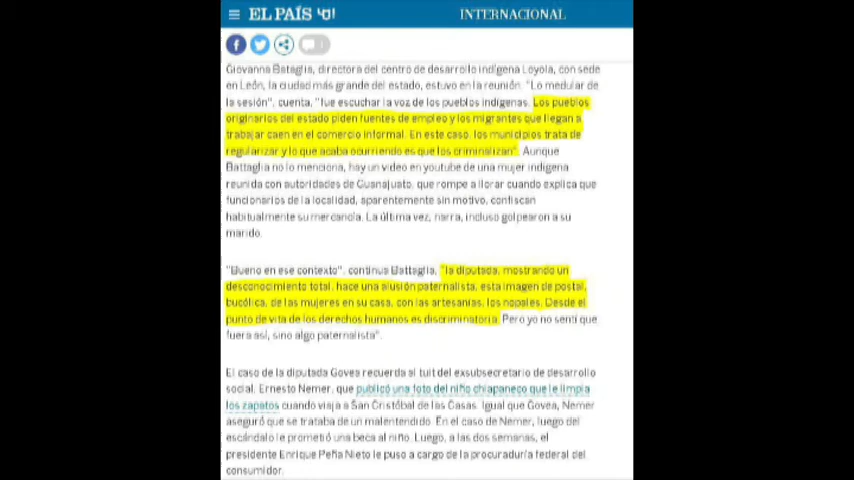 EL PAÍS
INTERNACIONAL
Giovanna Bataglia, directora del centro de desarrollo indígena Loyola, con sede
en León, la ciudad más grande del estado, estuvo en la reunión. "Lo medular de
la sesión", cuenta, "fue escuchar la voz de los pueblos indígenas. Los pueblos
originarios del estado piden fuentes de empleo y los migrantes que llegan a
trabajar caen en el comercio informal. En este caso, los municipios trata de
regularizar y lo que acaba ocurriendo es que los criminalizan". Aunque
Battaglia no lo menciona, hay un video en youtube de una mujer indígena
reunida con autoridades de Guanajuato, que rompe a llorar cuando explica que
funcionarios de la localidad, aparentemente sin motivo, confiscan
habitualmente su mercancía. La última vez, narra, incluso golpearon a su
marido.
"Bueno en ese contexto", continua Battaglia, "la diputada, mostrando un
desconocimiento total, hace una alusión paternalista, esta imagen de postal,
bucólica, de las mujeres en su casa, con las artesanías, los nopales. Desde el
punto de vita de los derechos humanos es discriminatoria. Pero yo no sentí que
fuera así, sino algo paternalista".
El caso de la diputada Govea recuerda al tuit del exsubsecretario de desarrollo
social, Ernesto Nemer, que publicó una foto del niño chiapaneco que le limpia
los zapatos cuando viaja a San Cristóbal de las Casas. Igual que Govea, Nemer
aseguró que se trataba de un malentendido. En el caso de Nemer, luego del
escándalo le prometió una beca al niño. Luego, a las dos semanas, el
presidente Enrique Peña Nieto le puso a cargo de la procuraduría federal del
consumidor.